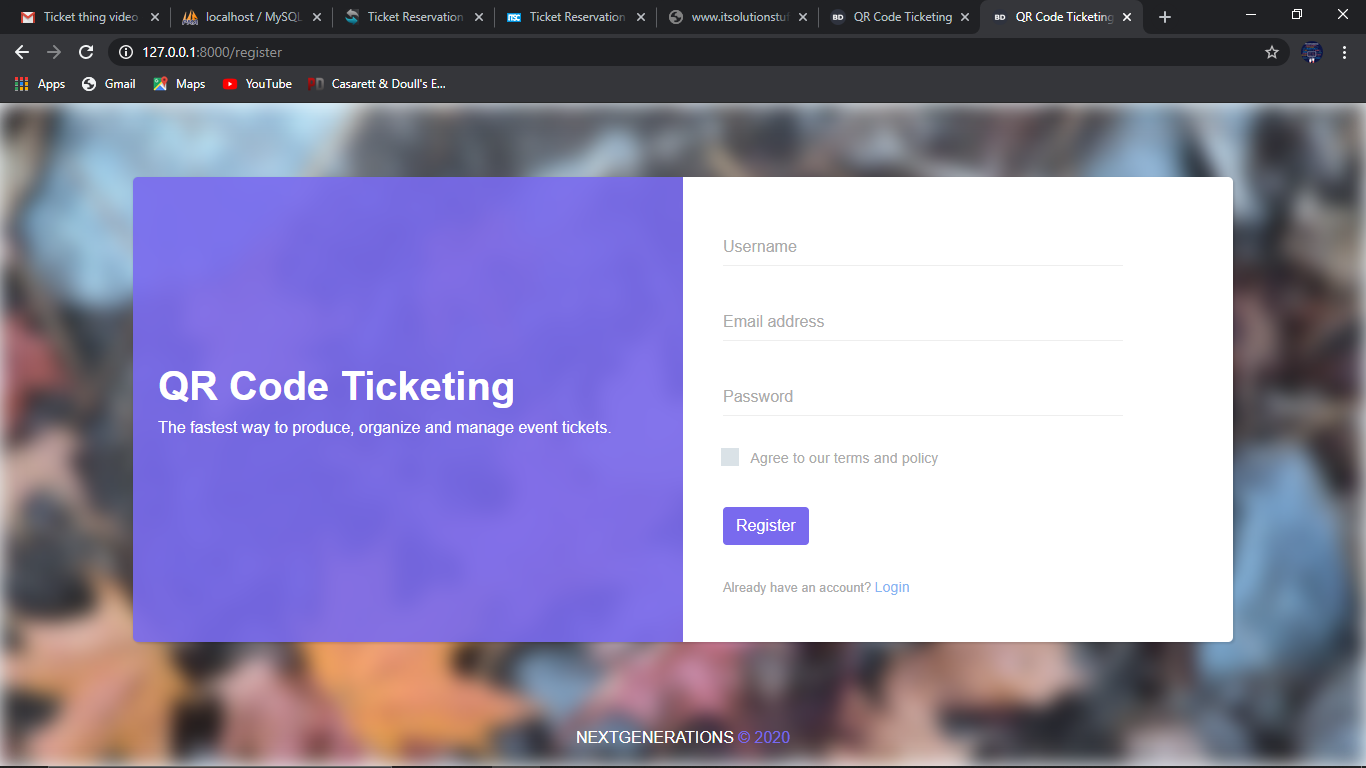 Ticket thing video
localhost / MySQL
Ticket Reservation
Ticket Reservation
www.itsolutionstuf
QR Code Ticketing
QR Code Ticketing
127.0.0.1:8000/register
Apps
Gmail
Maps
YouTube
Casarett & Doull's E...
QR Code Ticketing
The fastest way to produce, organize and manage event tickets.
Username
Email address
Password
Agree to our terms and policy
Register
Already have an account? Login
NEXTGENERATIONS © 2020